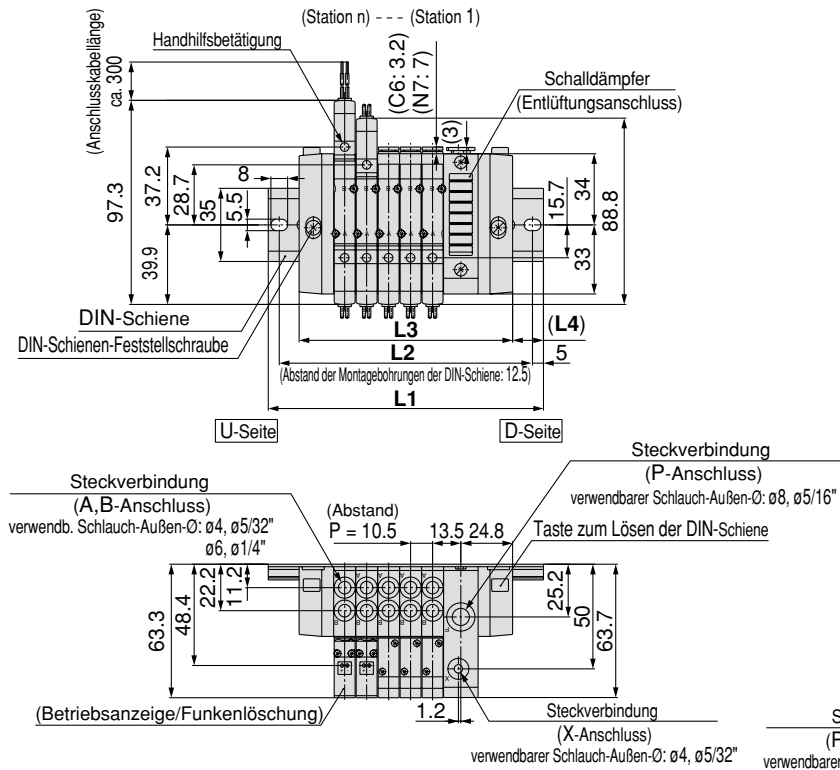 (Station n) --- (Station 1)
Handhilfsbetätigung
(Anschlusskabellänge)
ca. 300
(C6: 3.2)
(N7: 7)
Schalldämpfer
(Entlüftungsanschluss)
(3)
97.3
37.2
28.7
8
35
5.5
39.9
15.7
34
33
88.8
DIN-Schiene
DIN-Schienen-Feststellschraube
L3
(L4)
L2
5
(Abstand der Montagebohrungen der DIN-Schiene: 12.5)
L1
U-Seite
D-Seite
Steckverbindung
(P-Anschluss)
verwendbarer Schlauch-Außen-Ø: ø8, ø5/16"
Steckverbindung
(A,B-Anschluss)
verwendb. Schlauch-Außen-Ø: ø4, ø5/32"
ø6, ø1/4"
(Abstand)
P = 10.5
13.5
24.8
Taste zum Lösen der DIN-Schiene
63.3
48.4
22.2
11.2
25.2
50
63.7
(Betriebsanzeige/Funkenlöschung)
1.2
Steckverbindung
(X-Anschluss)
verwendbarer Schlauch-Außen-Ø: ø4, ø5/32"
S
(P
verwendbarer